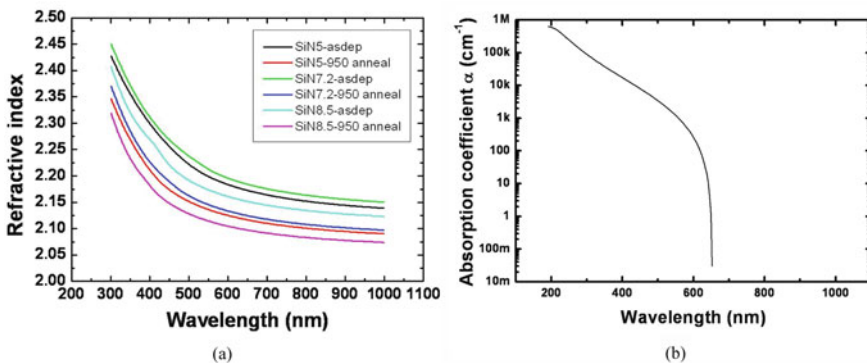 2.50
2.45
2.40
2.35
2.30
2.25
2.20
2.15
2.10
2.05
2.00
Refractive index
SiN5-asdep
SiN5-950 anneal
SiN7.2-asdep
SiN7.2-950 anneal
SiN8.5-asdep
SiN8.5-950 anneal
200 300 400 500 600 700 800 900 1000 1100
Wavelength (nm)
(a)
1M
100k
10k
1k
100
10
1
100m
10m
Absorption coefficient α (cm⁻¹)
200 400 600 800 1000
Wavelength (nm)
(b)